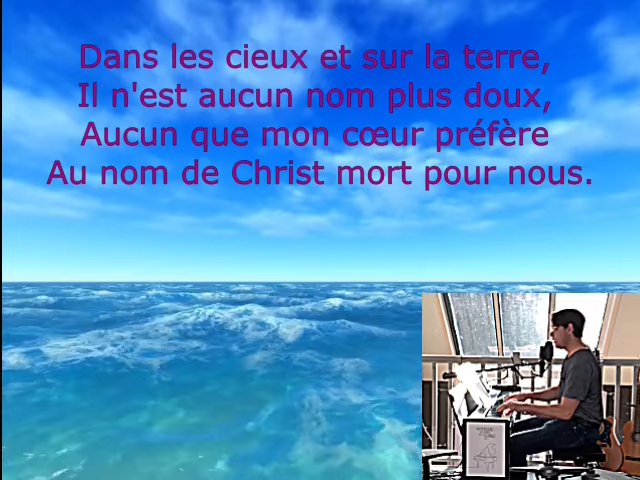 Dans les cieux et sur la terre,
Il n'est aucun nom plus doux,
Aucun que mon cœur préfère
Au nom de Christ mort pour nous.